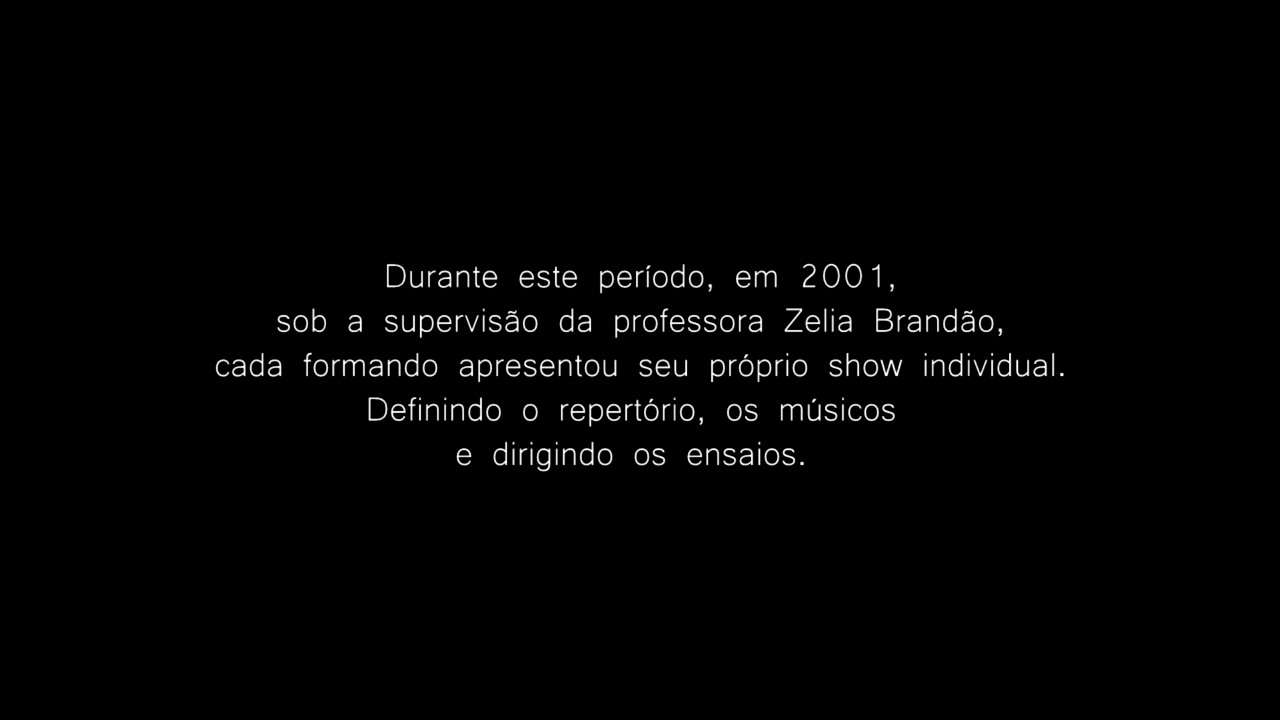 Durante este período, em 2001,
sob a supervisão da professora Zelia Brandão,
cada formando apresentou seu próprio show individual.
Definindo o repertório, os músicos
e dirigindo os ensaios.